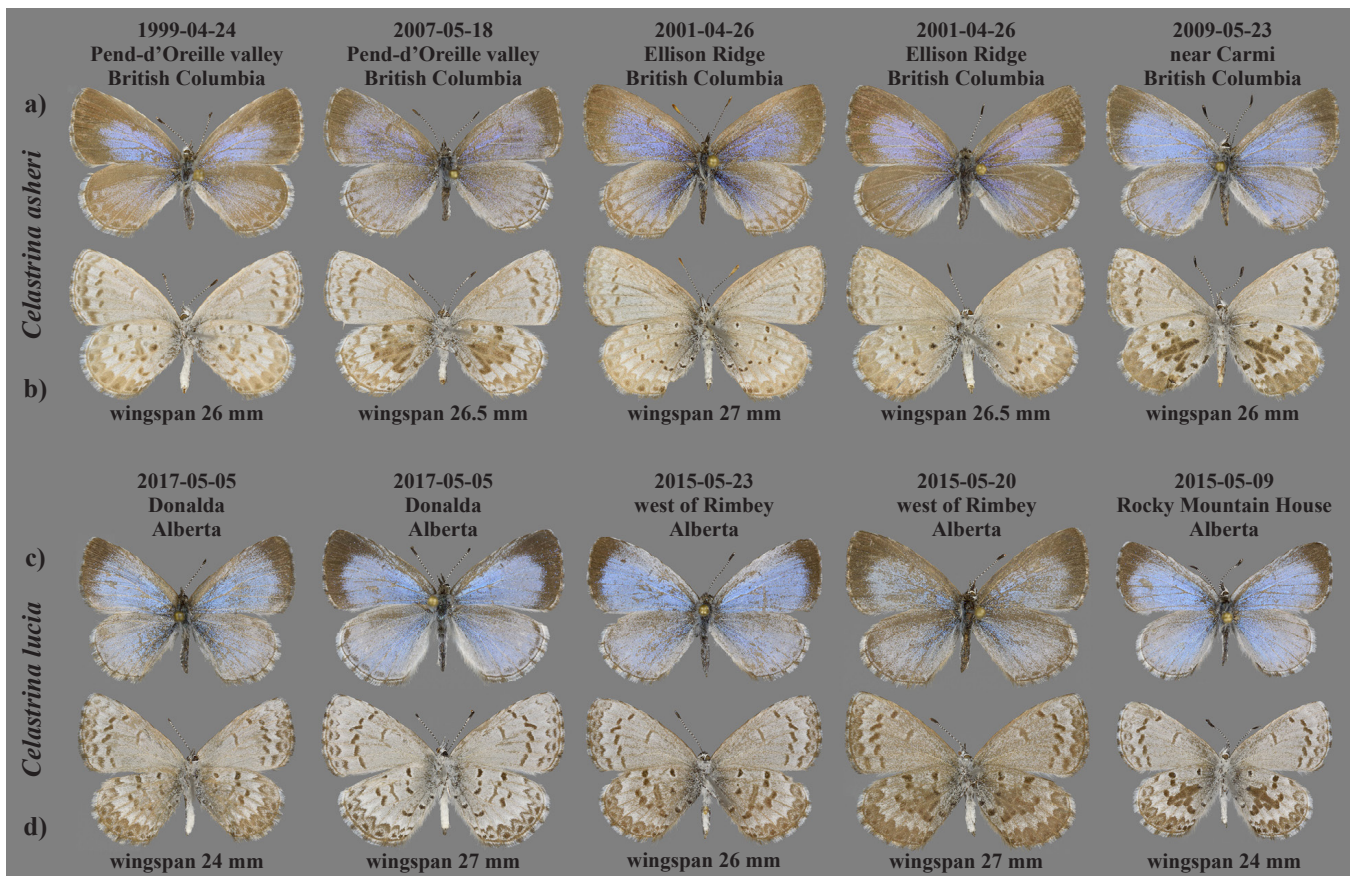 1999-04-24
Pend-d’Oreille valley
British Columbia
2007-05-18
Pend-d’Oreille valley
British Columbia
2001-04-26
Ellison Ridge
British Columbia
2001-04-26
Ellison Ridge
British Columbia
2009-05-23
near Carmi
British Columbia
a)
Celastrina asheri
b)
wingspan 26 mm
wingspan 26.5 mm
wingspan 27 mm
wingspan 26.5 mm
wingspan 26 mm
2017-05-05
Donalda
Alberta
2017-05-05
Donalda
Alberta
2015-05-23
west of Rimbey
Alberta
2015-05-20
west of Rimbey
Alberta
2015-05-09
Rocky Mountain House
Alberta
c)
Celastrina lucia
d)
wingspan 24 mm
wingspan 27 mm
wingspan 26 mm
wingspan 27 mm
wingspan 24 mm